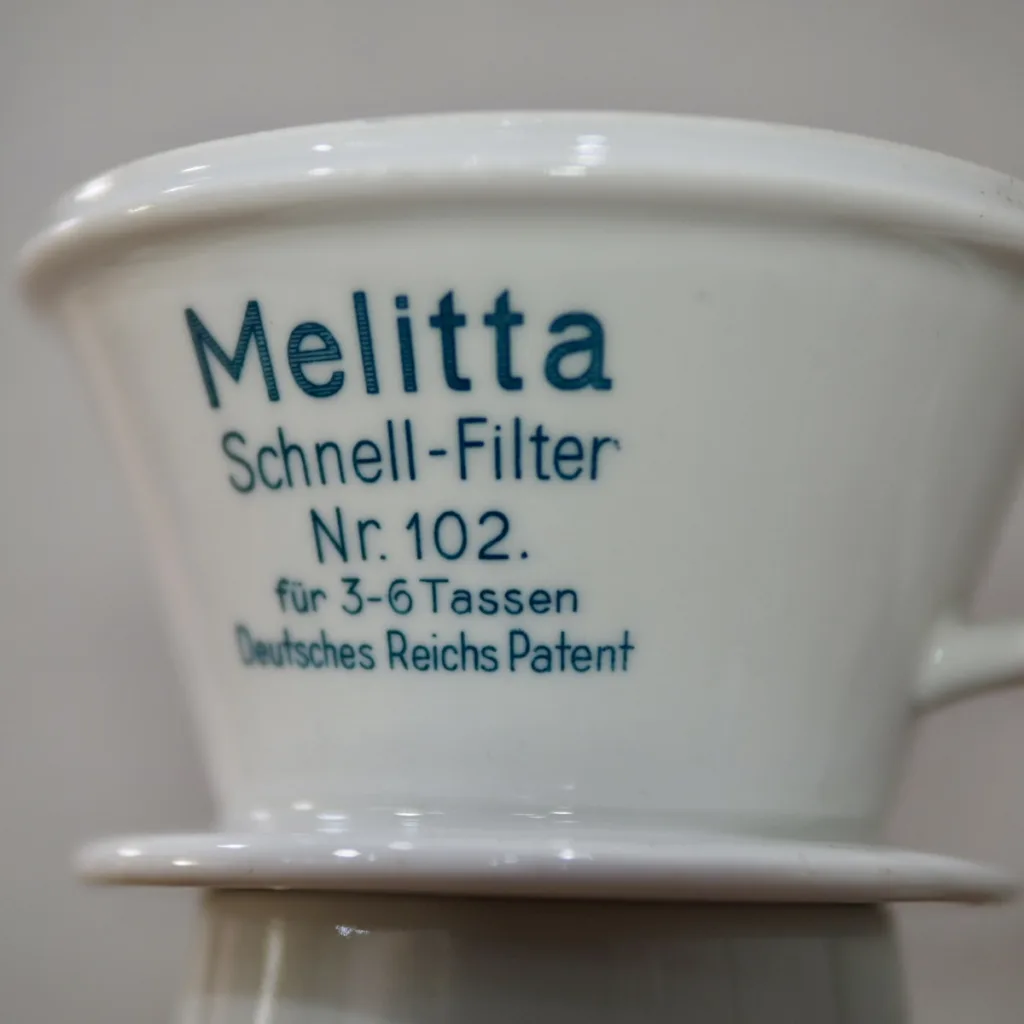 Melitta
Schnell-Filter
Nr. 102.
für 3-6 Tassen
Deutsches Reichs Patent